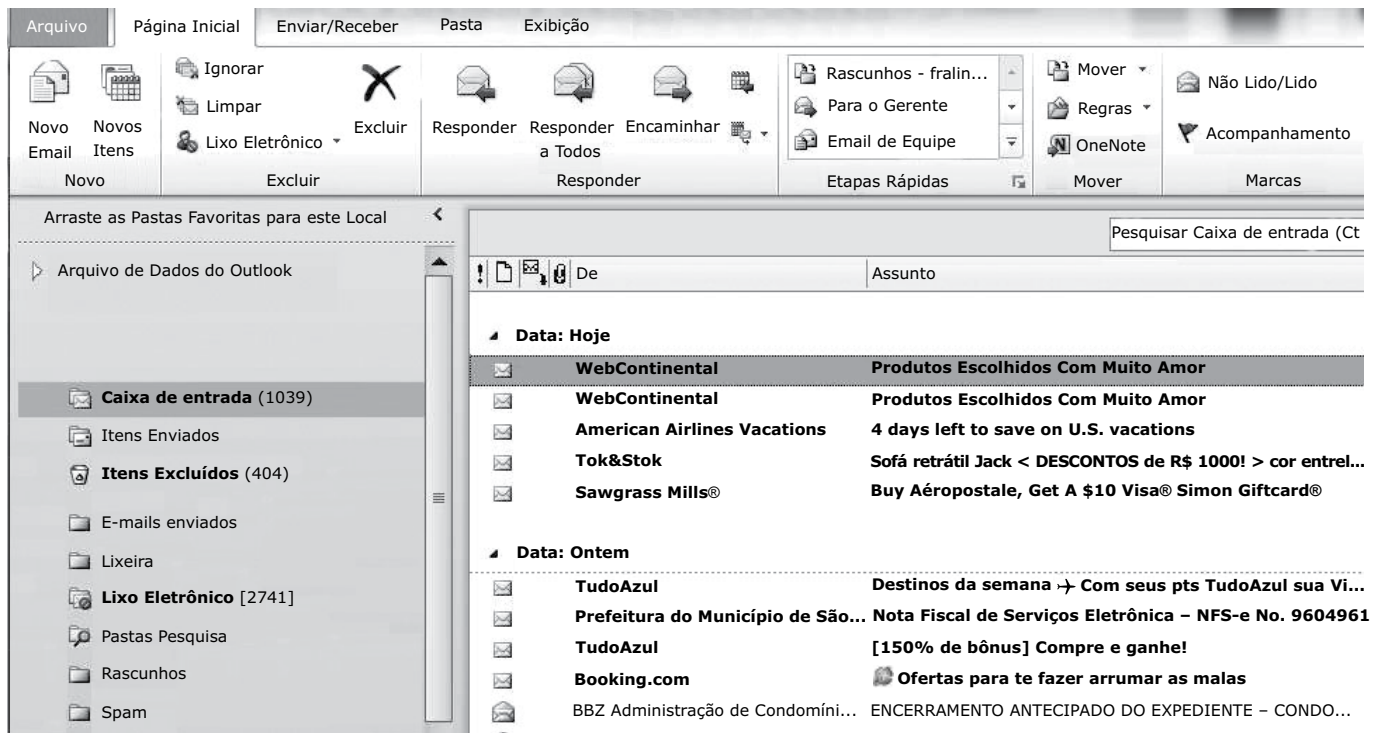 Arquivo Página Inicial Enviar/Receber Pasta Exibição
Novo Email
Novos Itens
Novo
Ignorar
Limpar
Lixo Eletrônico
Excluir
Excluir
Responder
Responder a Todos
Encaminhar
Responder
Rascunhos - fralin...
Para o Gerente
Email de Equipe
Etapas Rápidas
Mover
Regras
OneNote
Mover
Não Lido/Lido
Acompanhamento
Marcas
Arraste as Pastas Favoritas para este Local
Arquivo de Dados do Outlook
Caixa de entrada (1039)
Itens Enviados
Itens Excluídos (404)
E-mails enviados
Lixeira
Lixo Eletrônico [2741]
Pastas Pesquisa
Rascunhos
Spam
Pesquisar Caixa de entrada (Ct
De Assunto
Data: Hoje
WebContinental Produtos Escolhidos Com Muito Amor
WebContinental Produtos Escolhidos Com Muito Amor
American Airlines Vacations 4 days left to save on U.S. vacations
Tok&Stok Sofá retrátil Jack < DESCONTOS de R$ 1000! > cor entrel...
Sawgrass Mills® Buy Aéropostale, Get A $10 Visa® Simon Giftcard®
Data: Ontem
TudoAzul Destinos da semana ✈ Com seus pts TudoAzul sua Vi...
Prefeitura do Município de São... Nota Fiscal de Serviços Eletrônica – NFS-e No. 9604961
TudoAzul [150% de bônus] Compre e ganhe!
Booking.com Ofertas para te fazer arrumar as malas
BBZ Administração de Condomíni... ENCERRAMENTO ANTECIPADO DO EXPEDIENTE – CONDO...